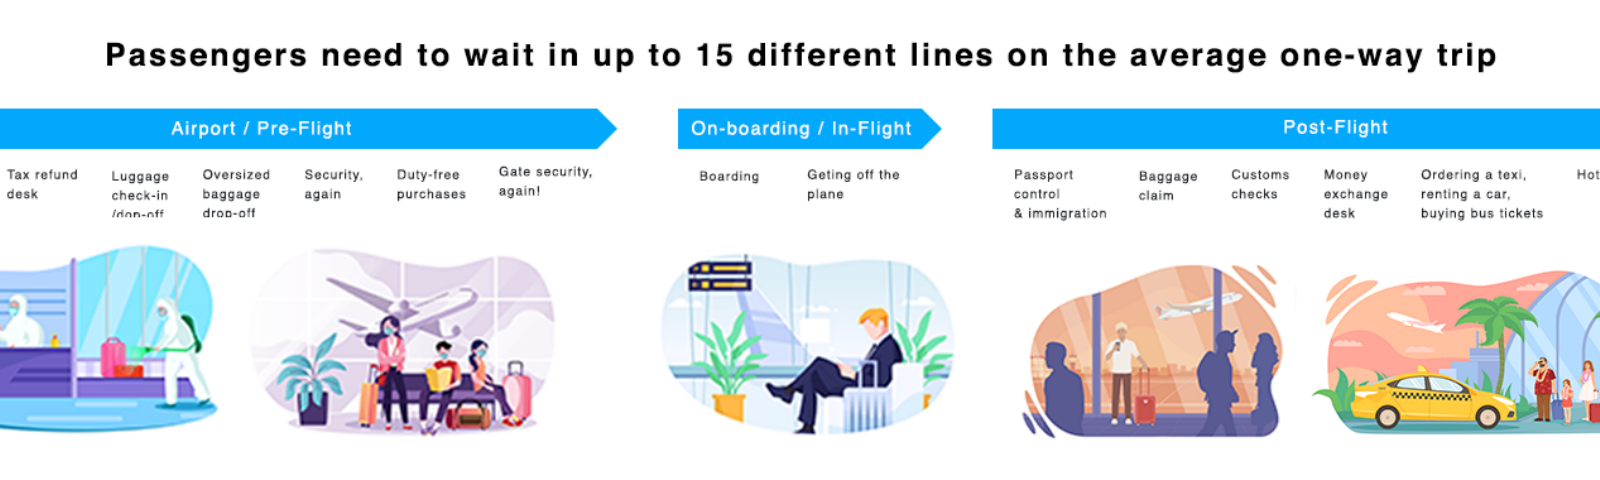 Passengers need to wait in up to 15 different lines on the average one-way trip
Airport / Pre-Flight
Tax refund
desk
Luggage
check-in
/dop-off
Oversized
baggage
drop-off
Security,
again
Duty-free
purchases
Gate security,
again!
On-boarding / In-Flight
Boarding
Geting off the
plane
Post-Flight
Passport
control
& immigration
Baggage
claim
Customs
checks
Money
exchange
desk
Ordering a texi,
renting a car,
buying bus tickets
Hot